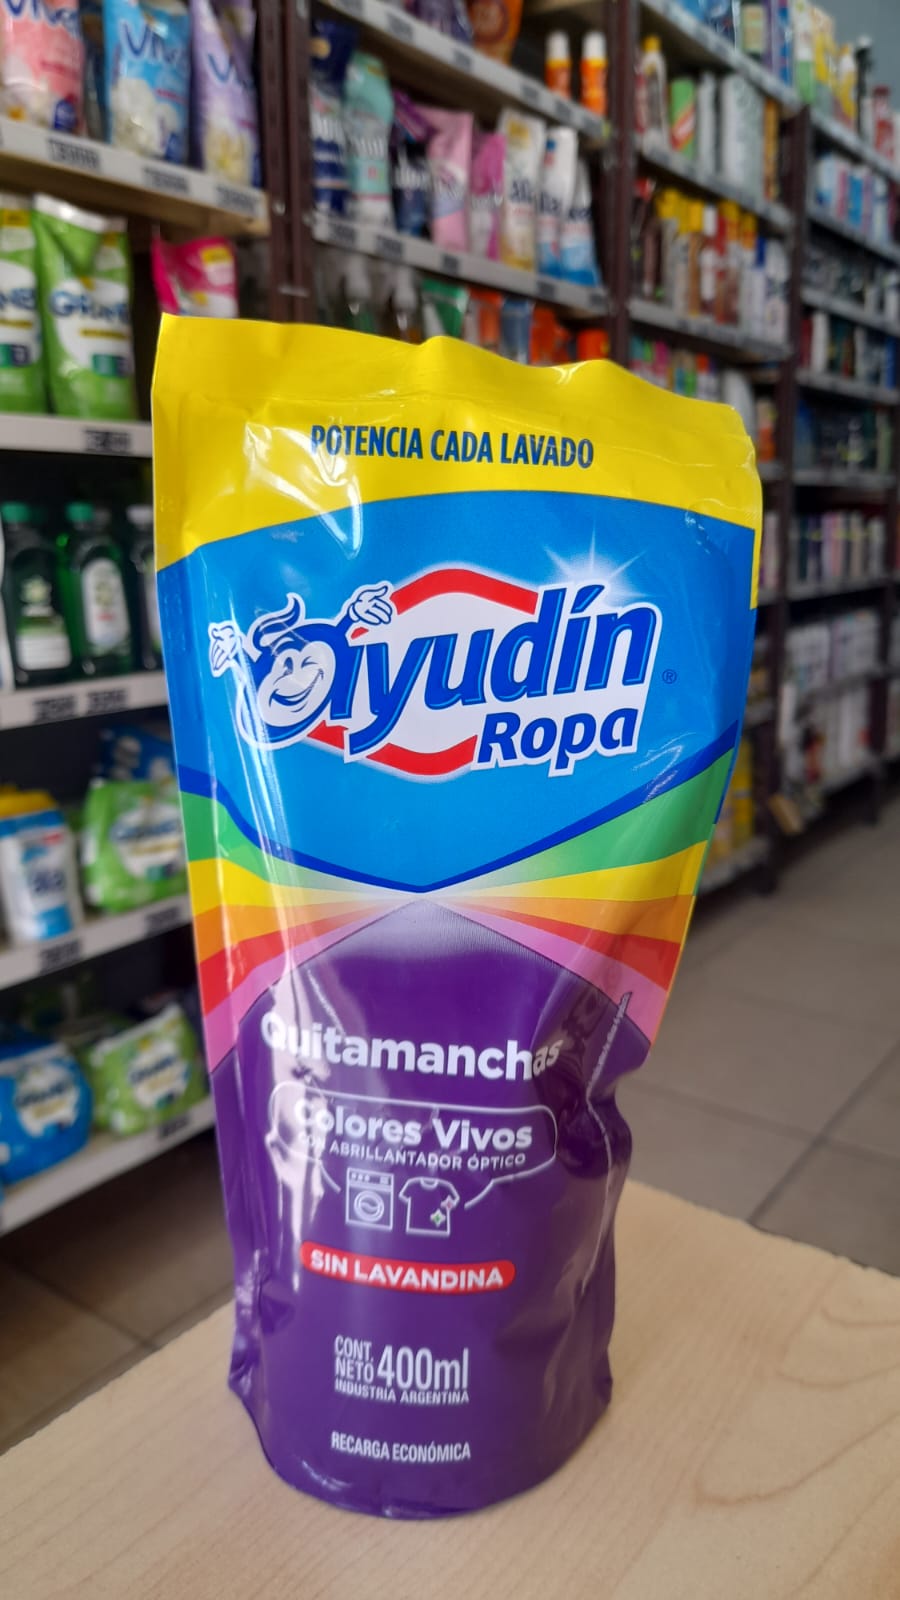 POTENCIA CADA LAVADO
ayudín®
Ropa
Quitamanchas
Colores Vivos
CON ABRILLANTADOR ÓPTICO
SIN LAVANDINA
CONT.
NETO 400ml
INDUSTRIA ARGENTINA
RECARGA ECONÓMICA